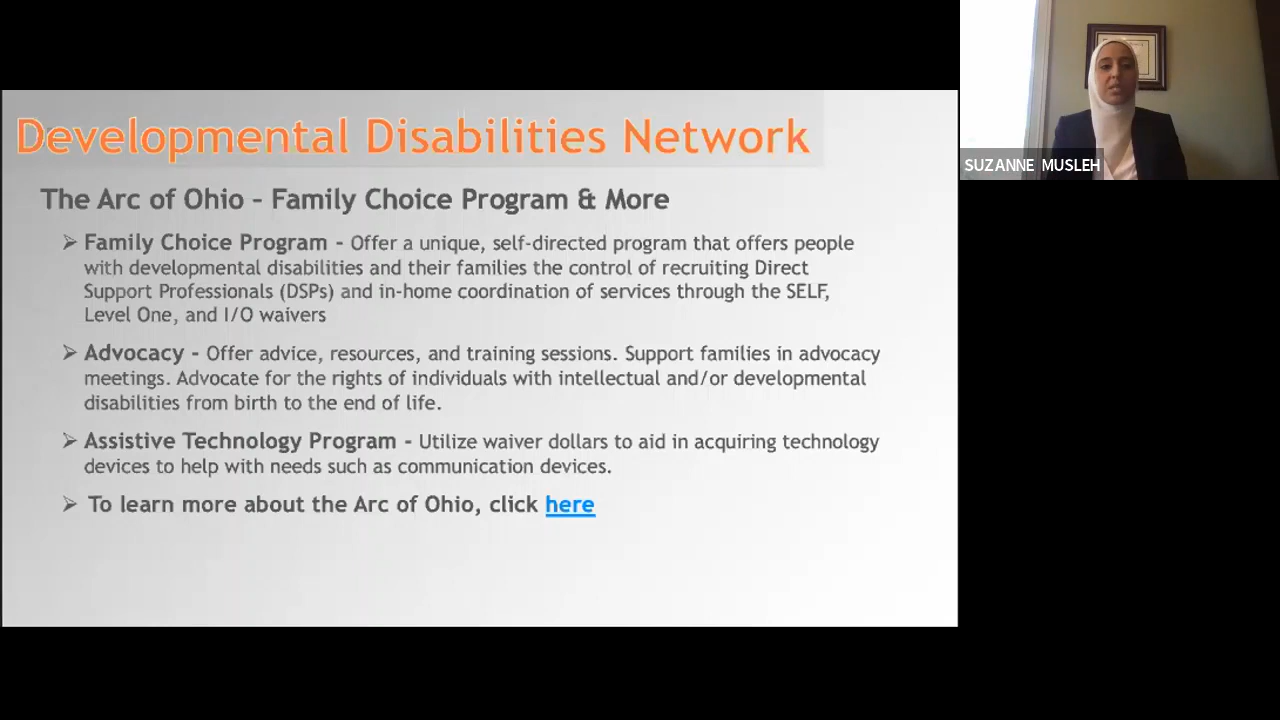 Developmental Disabilities Network
The Arc of Ohio – Family Choice Program & More
➢ Family Choice Program - Offer a unique, self-directed program that offers people
with developmental disabilities and their families the control of recruiting Direct
Support Professionals (DSPs) and in-home coordination of services through the SELF,
Level One, and I/O waivers
➢ Advocacy - Offer advice, resources, and training sessions. Support families in advocacy
meetings. Advocate for the rights of individuals with intellectual and/or developmental
disabilities from birth to the end of life.
➢ Assistive Technology Program - Utilize waiver dollars to aid in acquiring technology
devices to help with needs such as communication devices.
➢ To learn more about the Arc of Ohio, click here
SUZANNE MUSLEH